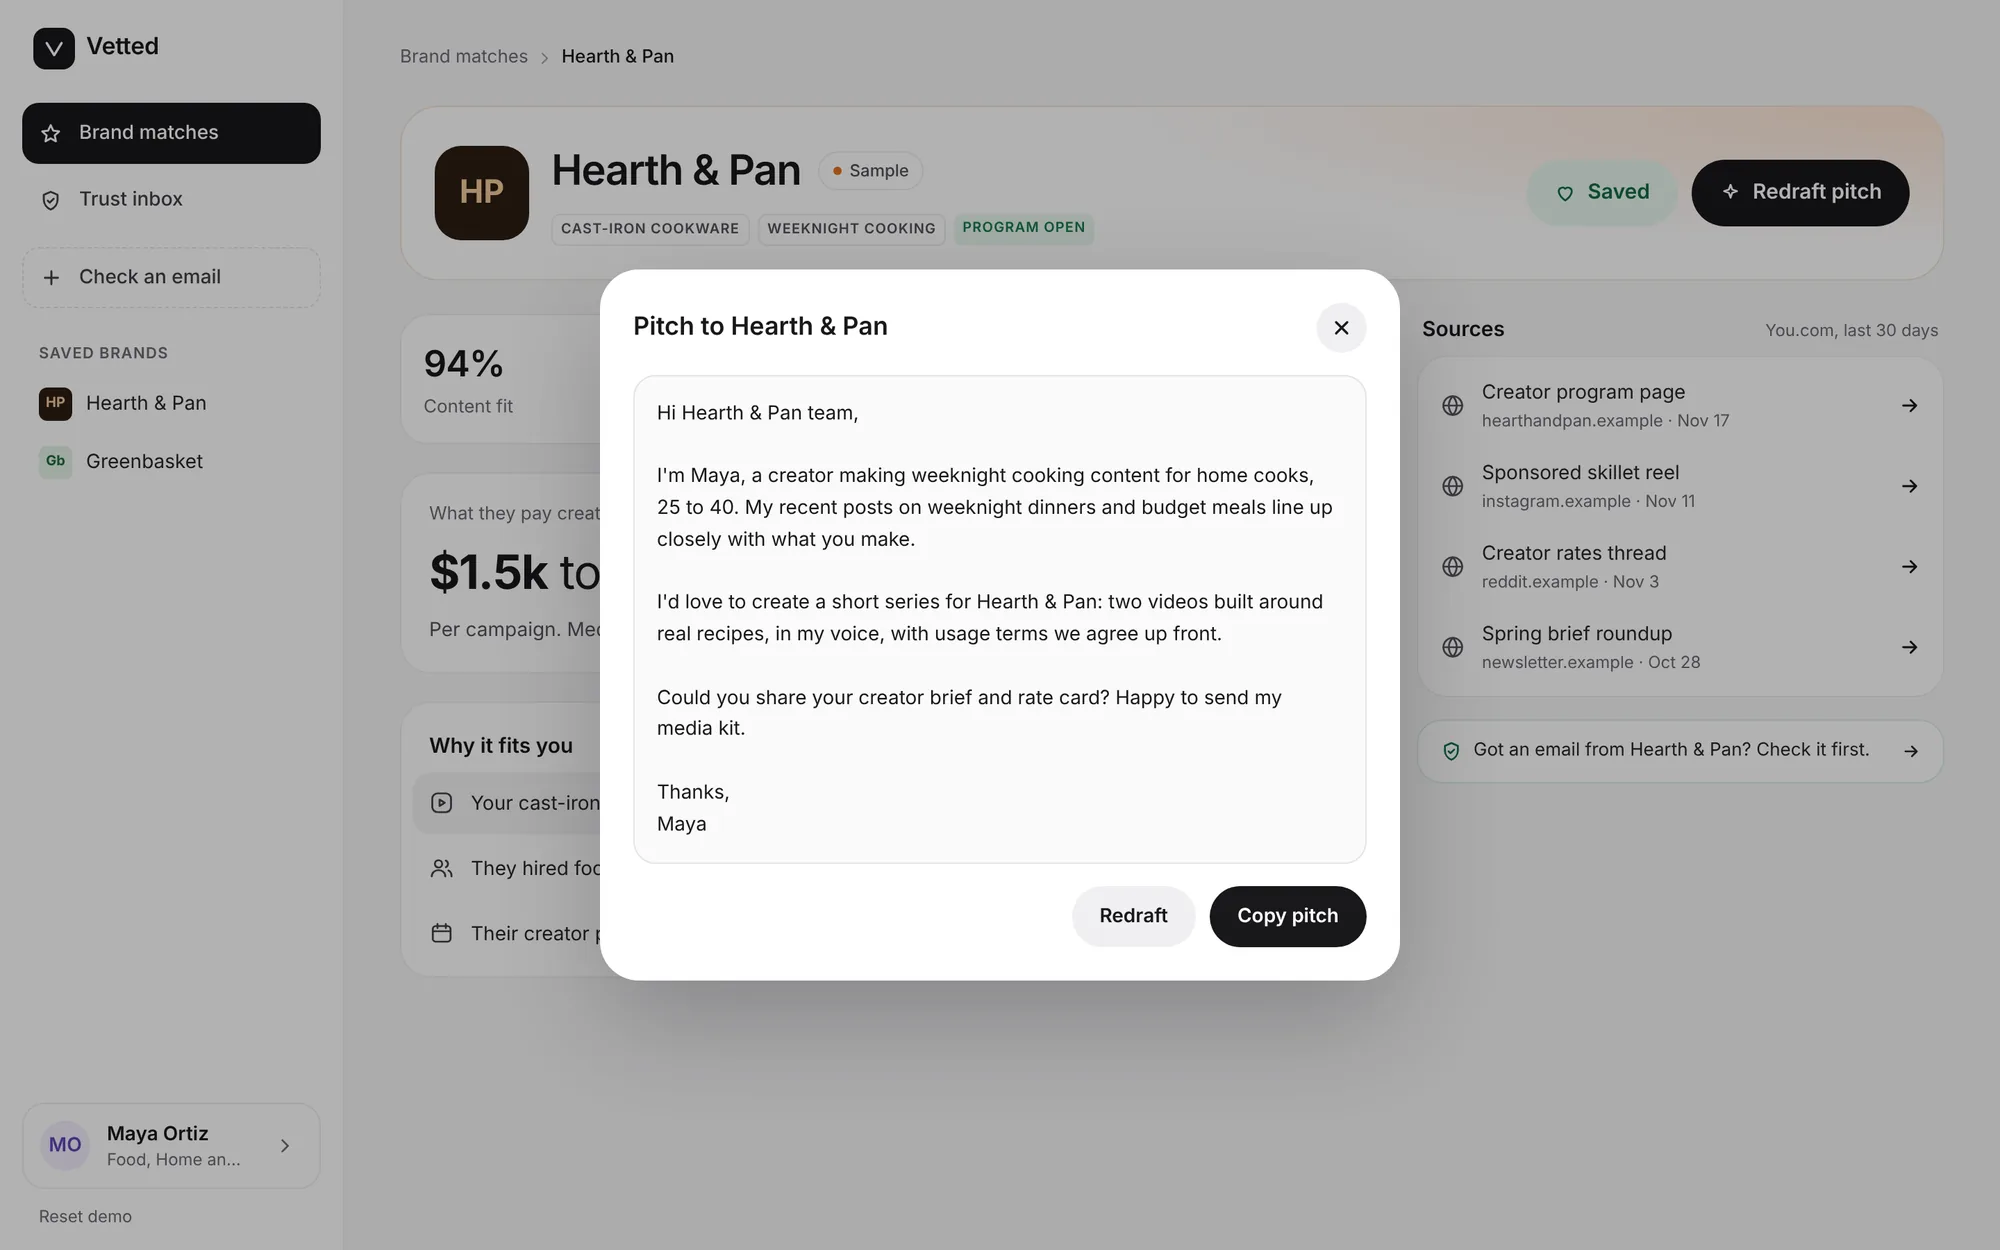 Vetted
Brand matches
Trust inbox
Check an email
SAVED BRANDS
HP Hearth & Pan
Gb Greenbasket
MO
Maya Ortiz
Food, Home an...
Reset demo
Brand matches > Hearth & Pan
HP
Hearth & Pan
Sample
CAST-IRON COOKWARE
WEEKNIGHT COOKING
PROGRAM OPEN
Saved
Redraft pitch
94%
Content fit
What they pay
$1.5k to
Per campaign.
Why it fits you
Your cast-iron
They hired
Their creator
Pitch to Hearth & Pan
Hi Hearth & Pan team,
I'm Maya, a creator making weeknight cooking content for home cooks,
25 to 40. My recent posts on weeknight dinners and budget meals line up
closely with what you make.
I'd love to create a short series for Hearth & Pan: two videos built around
real recipes, in my voice, with usage terms we agree up front.
Could you share your creator brief and rate card? Happy to send my
media kit.
Thanks,
Maya
Redraft
Copy pitch
Sources
You.com, last 30 days
Creator program page
hearthandpan.example · Nov 17
Sponsored skillet reel
instagram.example · Nov 11
Creator rates thread
reddit.example · Nov 3
Spring brief roundup
newsletter.example · Oct 28
Got an email from Hearth & Pan? Check it first.